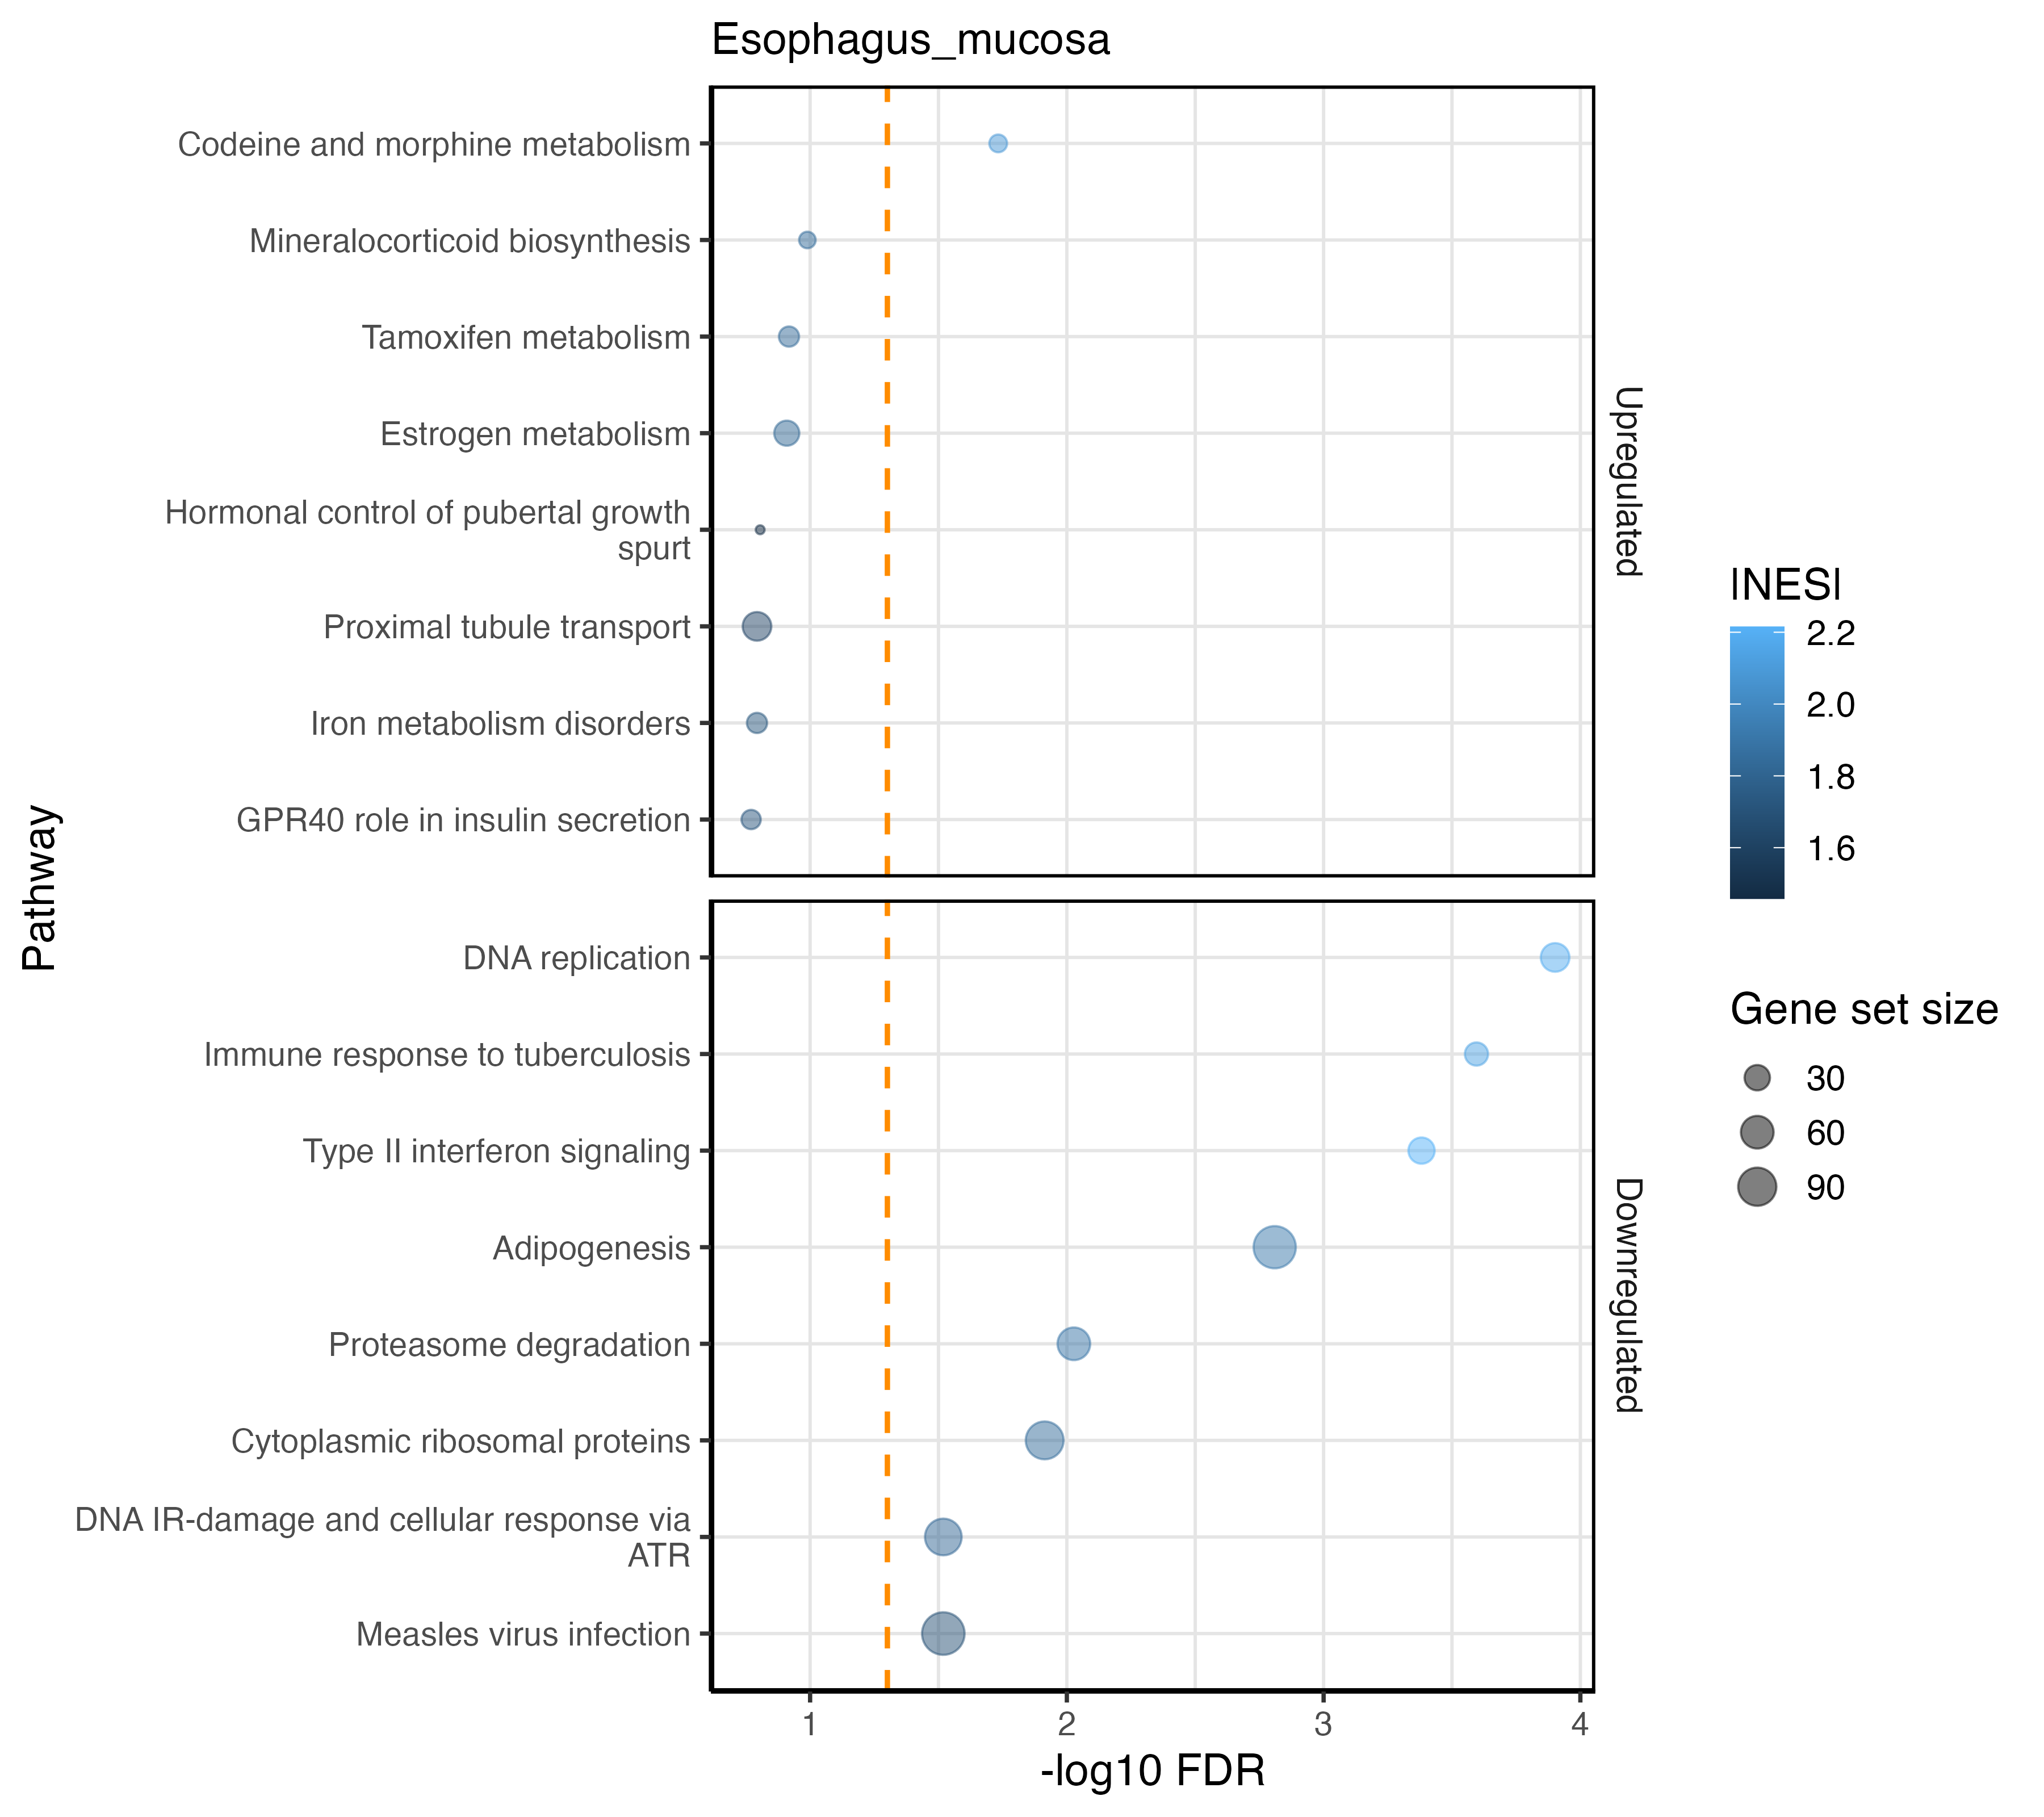 Esophagus_mucosa
Codeine and morphine metabolism
Mineralocorticoid biosynthesis
Tamoxifen metabolism
Estrogen metabolism
Hormonal control of pubertal growth
spurt
Proximal tubule transport
Iron metabolism disorders
GPR40 role in insulin secretion
Upregulated
Pathway
DNA replication
Immune response to tuberculosis
Type II interferon signaling
Adipogenesis
Proteasome degradation
Cytoplasmic ribosomal proteins
DNA IR-damage and cellular response via
ATR
Measles virus infection
Downregulated
1 2 3 4
-log10 FDR
|NES|
2.2
2.0
1.8
1.6
Gene set size
30
60
90